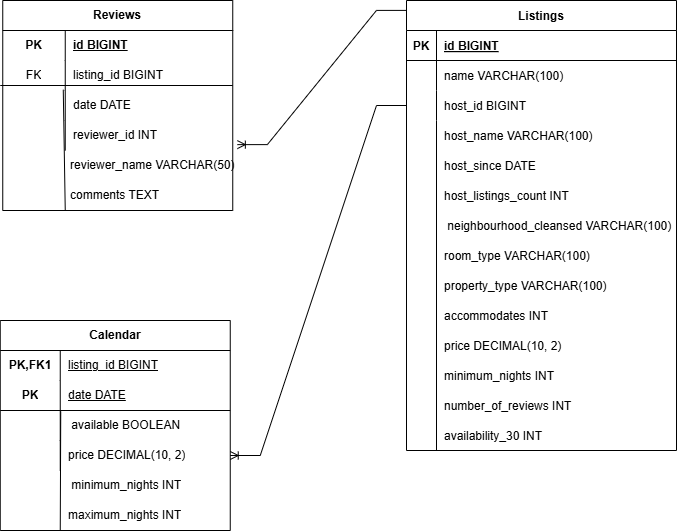 Reviews
PK id BIGINT
FK listing_id BIGINT
date DATE
reviewer_id INT
reviewer_name VARCHAR(50)
comments TEXT
Listings
PK id BIGINT
name VARCHAR(100)
host_id BIGINT
host_name VARCHAR(100)
host_since DATE
host_listings_count INT
neighbourhood_cleansed VARCHAR(100)
room_type VARCHAR(100)
property_type VARCHAR(100)
accommodates INT
price DECIMAL(10, 2)
minimum_nights INT
number_of_reviews INT
availability_30 INT
Calendar
PK,FK1 listing_id BIGINT
PK date DATE
available BOOLEAN
price DECIMAL(10, 2)
minimum_nights INT
maximum_nights INT